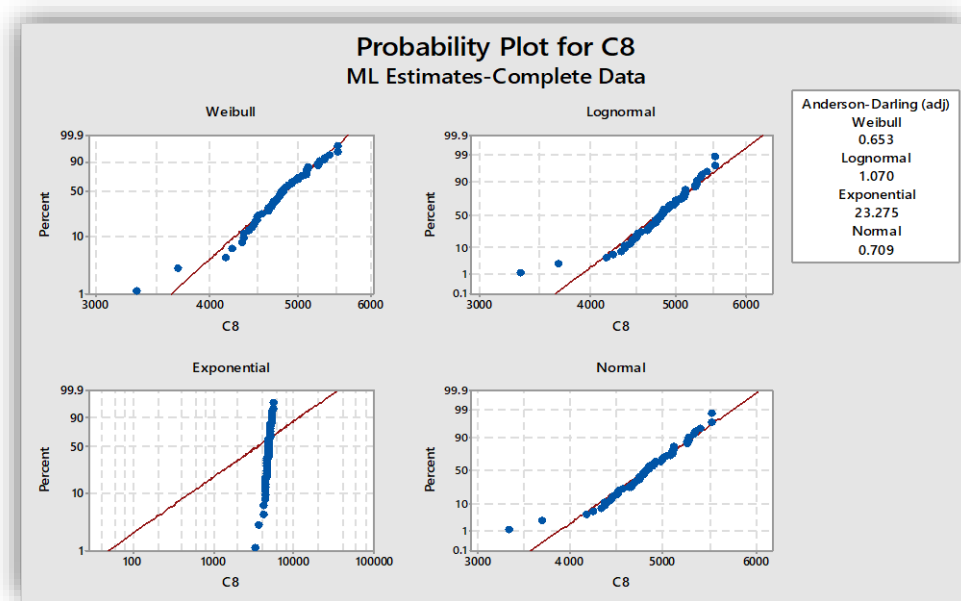 Probability Plot for C8
ML Estimates-Complete Data
Weibull
99.9
90
50
10
1
Percent
3000 4000 5000 6000
C8
Lognormal
99.9
99
90
50
10
1
0.1
Percent
3000 4000 5000 6000
C8
Anderson-Darling (adj)
Weibull
0.653
Lognormal
1.070
Exponential
23.275
Normal
0.709
Exponential
99.9
90
50
10
1
Percent
100 1000 10000 100000
C8
Normal
99.9
99
90
50
10
1
0.1
Percent
3000 4000 5000 6000
C8